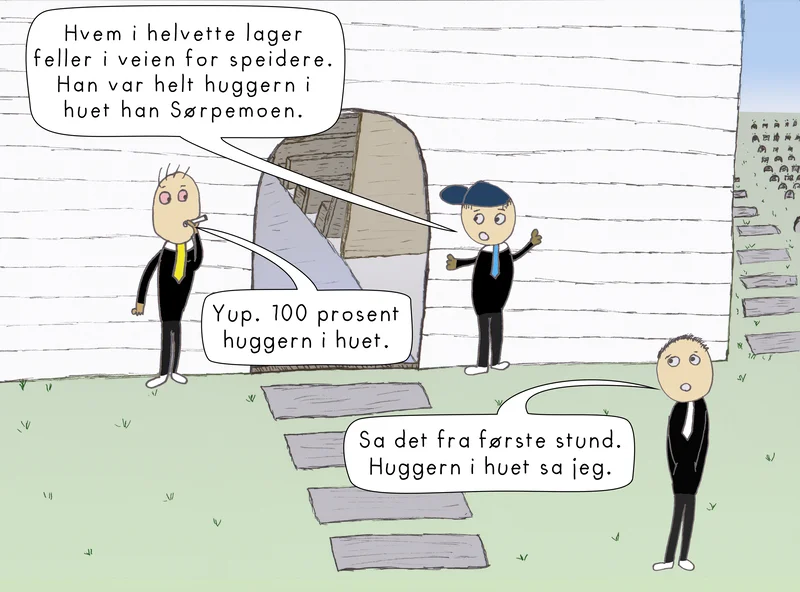 Hvem i helvette lager
feller i veien for speidere.
Han var helt huggern i
huet han Sørpemoen.
Yup. 100 prosent
huggern i huet.
Sa det fra første stund.
Huggern i huet sa jeg.